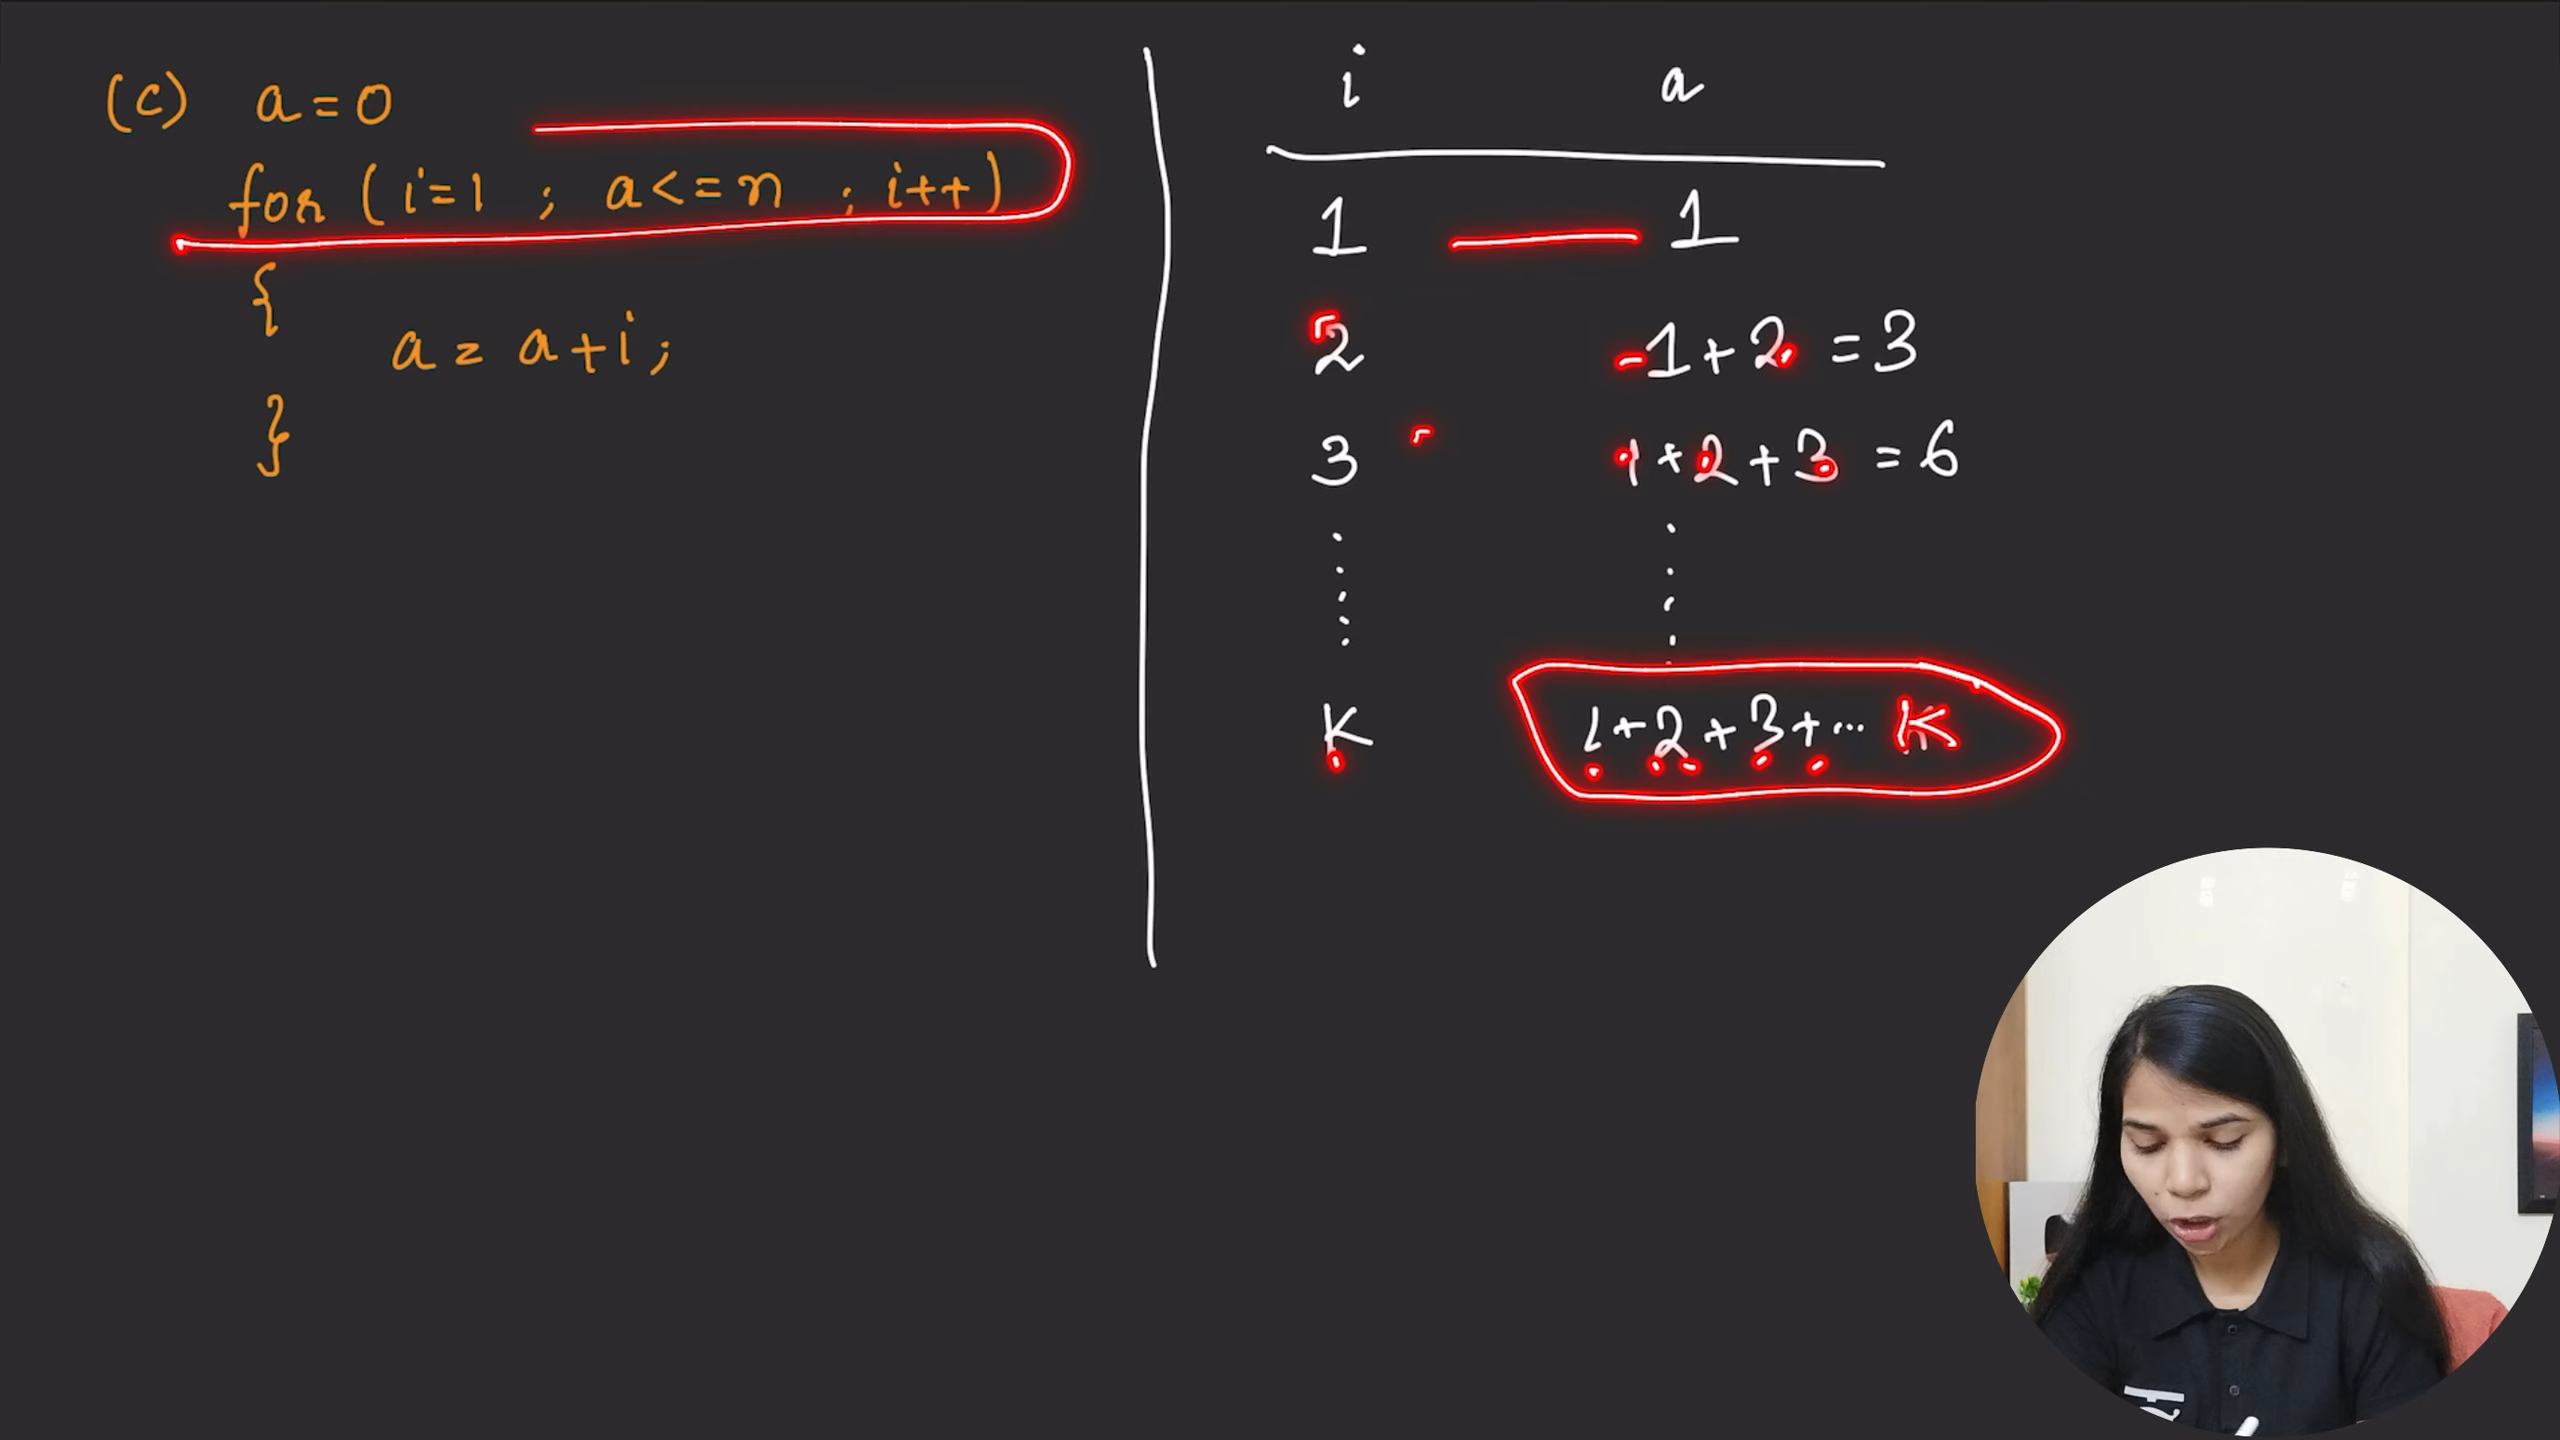 (c) a=0
for ( i=1 ; a<=n ; i++)
{
a = a+i;
}
i a
1 1
2 1+2 =3
3 1+2+3 =6
K 1+2+3+... K